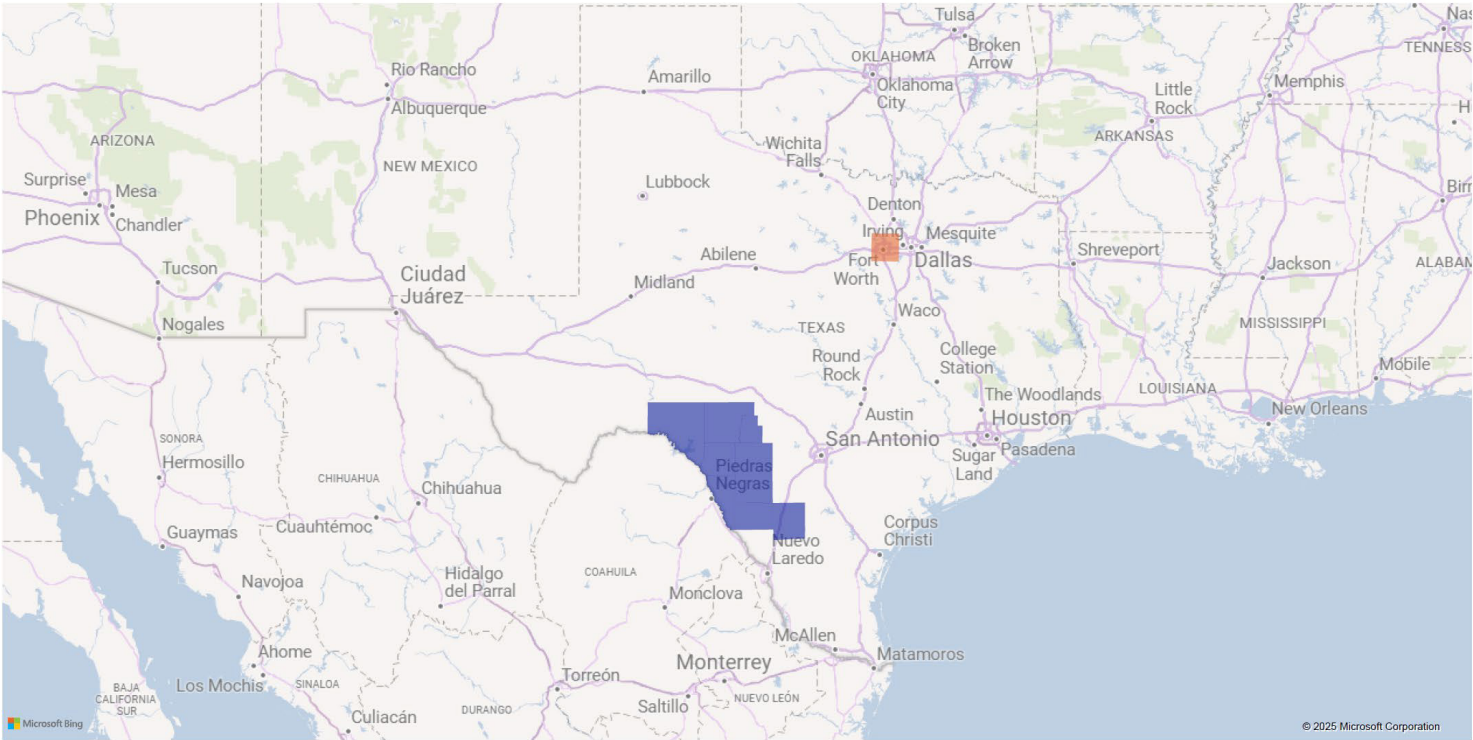 Tulsa
Nas
Broken
Arrow
TENNESS
OKLAHOMA
Rio Rancho
Amarillo
Oklahoma
City
Memphis
Little
Rock
Albuquerque
H
ARKANSAS
ARIZONA
Wichita
Falls
NEW MEXICO
Surprise
Mesa
Lubbock
Birr
Phoenix
Chandler
Denton
Irving
Mesquite
Shreveport
Abilene
Fort
Worth
Dallas
Jackson
ALABAM
Tucson
Ciudad
Juárez
Midland
Waco
Nogales
TEXAS
MISSISSIPPI
College
Station
Round
Rock
Mobile
LOUISIANA
The Woodlands
New Orleans
Austin
Houston
SONORA
San Antonio
Pasadena
Sugar
Land
Hermosillo
Piedras
Negras
CHIHUAHUA
Chihuahua
Cuauhtémoc
Guaymas
Corpus
Christi
Nuevo
Laredo
COAHUILA
Hidalgo
del Parral
Navojoa
Monclova
McAllen
Ahome
Matamoros
Monterrey
Los Mochis
SINALOA
Torreón
BAJA
CALIFORNIA
SUR
NUEVO LEÓN
Saltillo
DURANGO
Culiacán
Microsoft Bing
© 2025 Microsoft Corporation